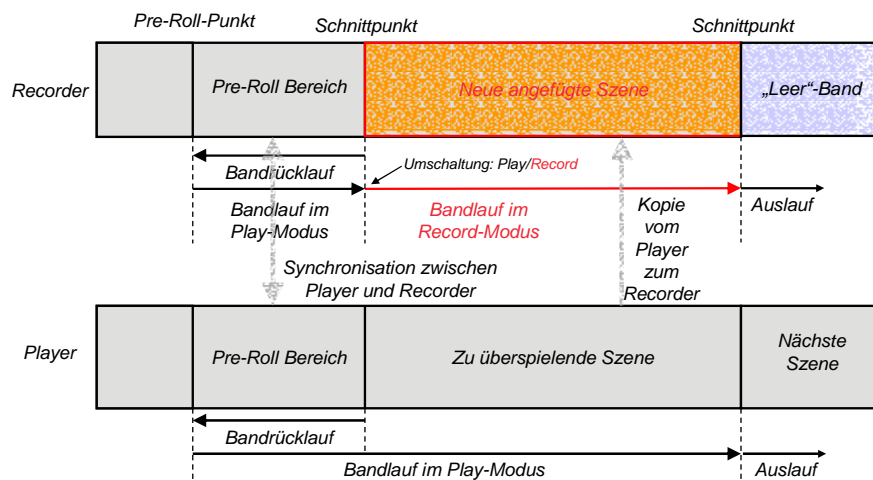 Pre-Roll-Punkt
Schnittpunkt
Schnittpunkt
Recorder
Pre-Roll Bereich
Neue angefügte Szene
„Leer“-Band
Bandrücklauf
Umschaltung: Play/Record
Bandlauf im
Play-Modus
Bandlauf im
Record-Modus
Kopie
vom
Player
zum
Recorder
Auslauf
Synchronisation zwischen
Player und Recorder
Player
Pre-Roll Bereich
Zu überspielende Szene
Nächste
Szene
Bandrücklauf
Bandlauf im Play-Modus
Auslauf